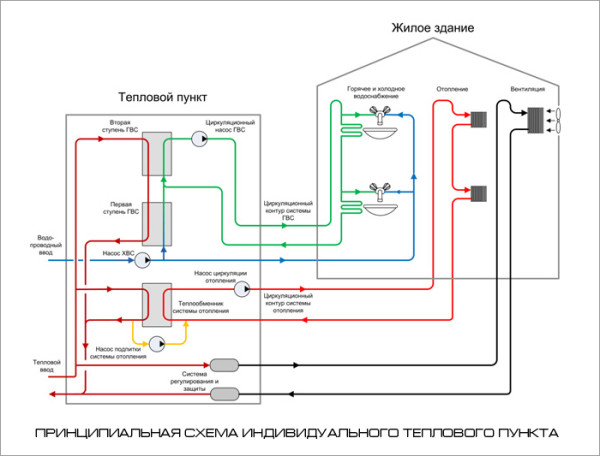 Жилое здание
Тепловой пункт
Горячее и холодное
водоснабжение
Отопление
Вентиляция
Вторая
ступень ГВС
Циркуляционный
насос ГВС
Первая
ступень ГВС
Циркуляционный
контур системы
ГВС
Водо-
проводный
ввод
Насос ХВС
Насос циркуляции
отопления
Теплообменник
системы отопления
Циркуляционный
контур системы
отопления
Насос подпитки
системы отопления
Тепловой
ввод
Система
регулирования и
защиты
ПРИНЦИПИАЛЬНАЯ СХЕМА ИНДИВИДУАЛЬНОГО ТЕПЛОВОГО ПУНКТА